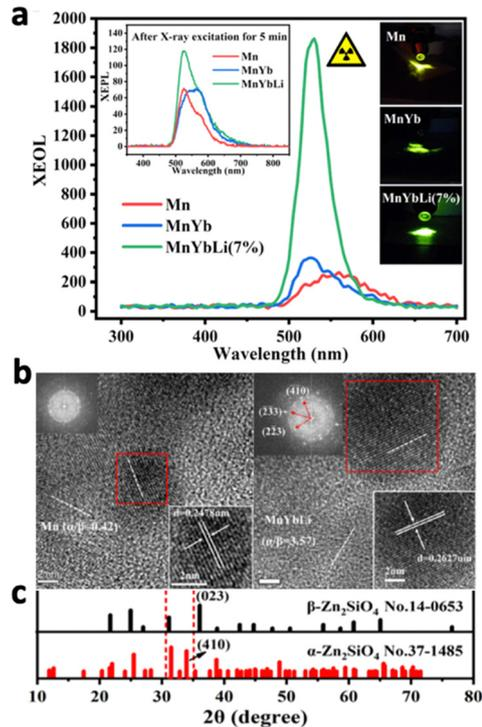 a
2000
1800
1600
1400
1200
1000
800
600
400
200
0
XEOL
After X-ray excitation for 5 min
140
120
100
80
60
40
20
0
XEPL
Mn
MnYb
MnYbLi
400 500 600 700 800
Wavelength (nm)
Mn
MnYb
MnYbLi(7%)
Mn
MnYb
MnYbLi(7%)
300 400 500 600 700
Wavelength (nm)
b
Mn (α/β=0.42)
d=0.2478nm
2nm
(410)
(2̄33)
(2̄23)
MnYbLi
(α/β=3.57)
d=0.2627nm
2nm
c
(023)
β-Zn₂SiO₄ No.14-0653
α-Zn₂SiO₄ No.37-1485
(410)
10 20 30 40 50 60 70 80
2θ (degree)